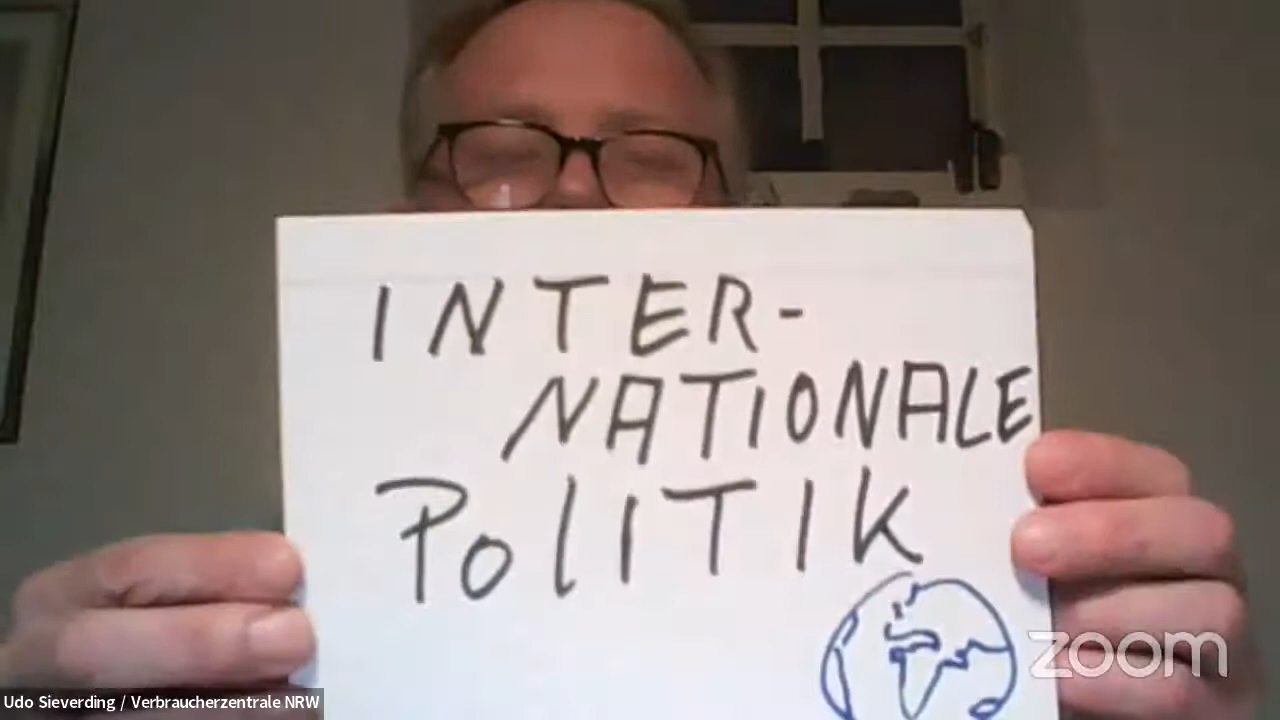 INTER-
NATIONALE
POLITIK
zoom
Udo Sieverding / Verbraucherzentrale NRW